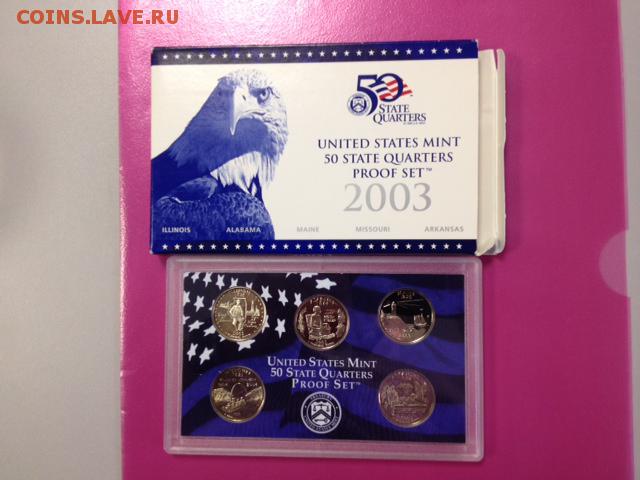 COINS.LAVE.RU
50
STATE
QUARTERS
UNITED STATES MINT
50 STATE QUARTERS
PROOF SET™
2003
ILLINOIS ALABAMA MAINE MISSOURI ARKANSAS
UNITED STATES MINT
50 STATE QUARTERS
PROOF SET™